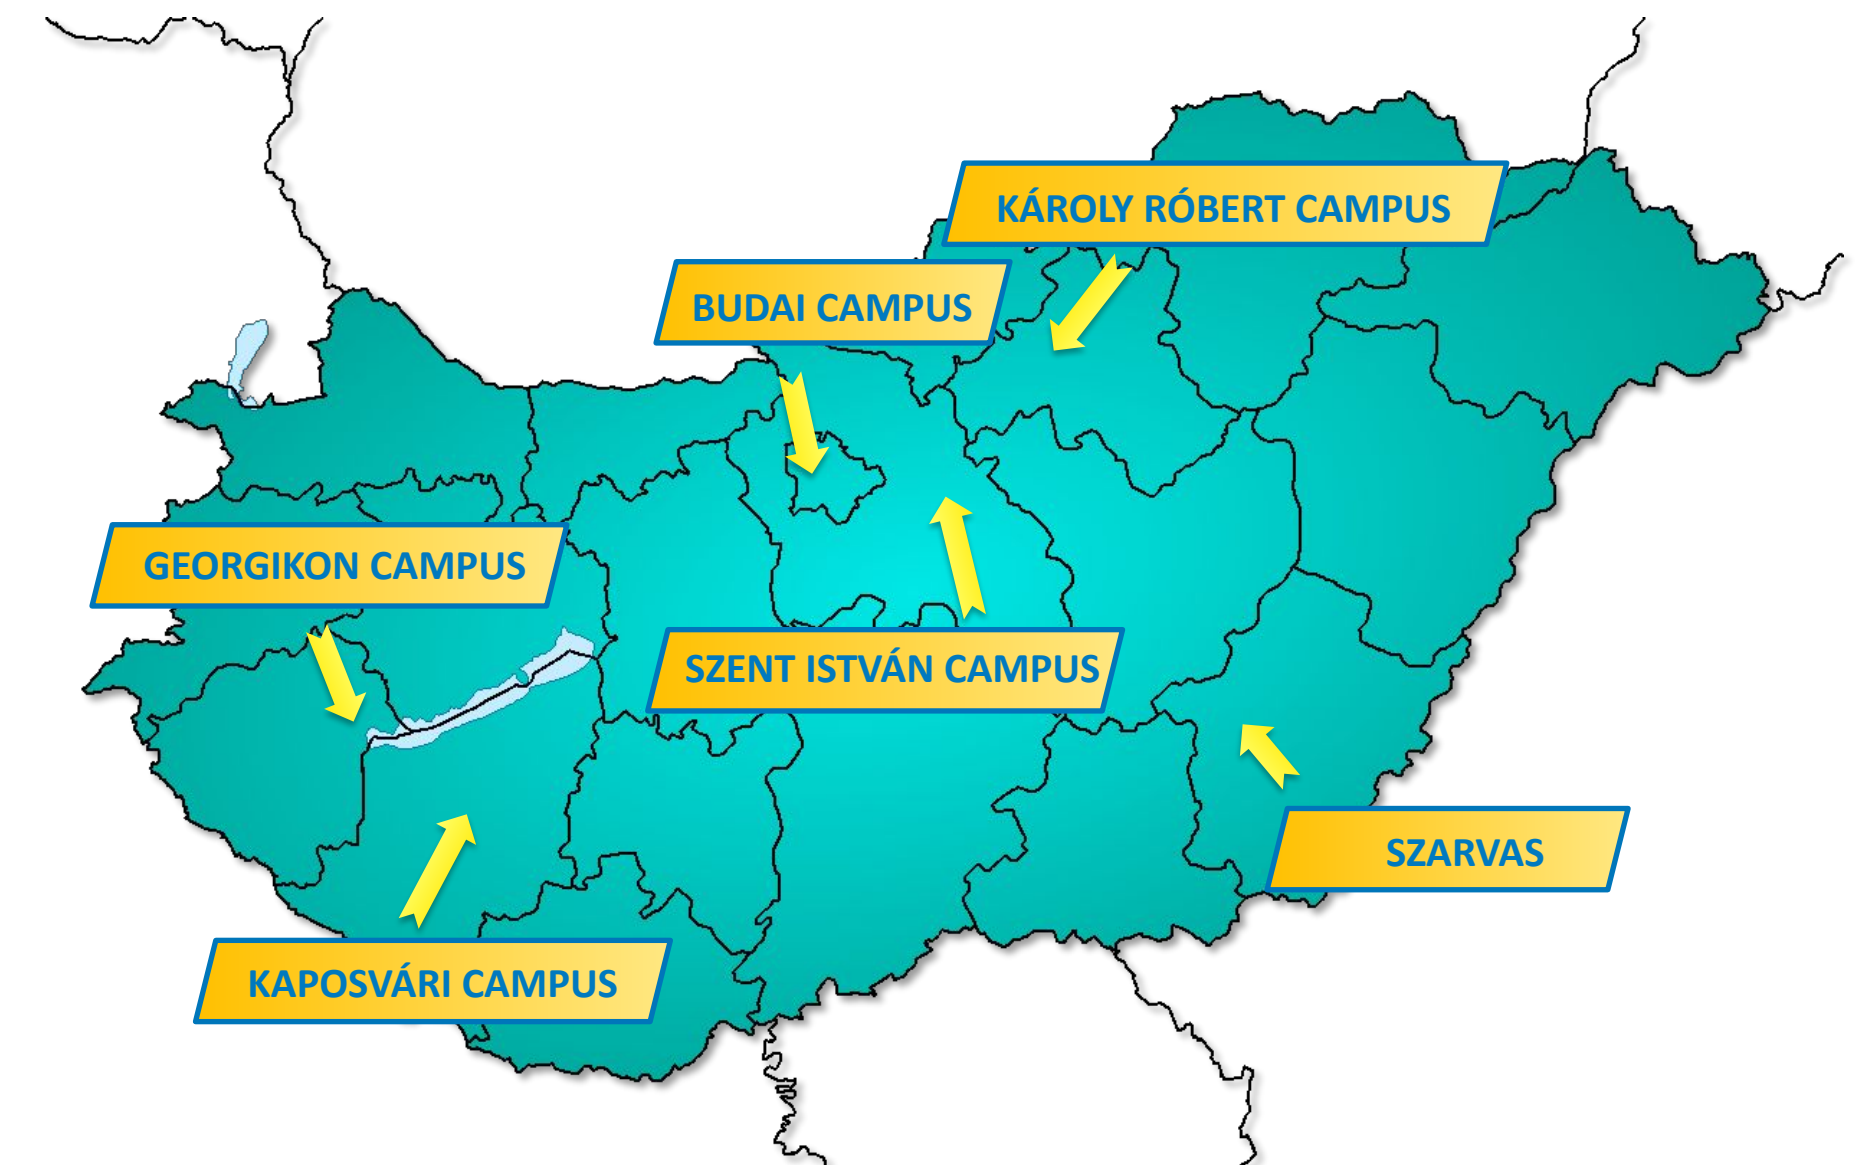 KÁROLY RÓBERT CAMPUS
BUDAI CAMPUS
GEORGIKON CAMPUS
SZENT ISTVÁN CAMPUS
SZARVAS
KAPOSVÁRI CAMPUS